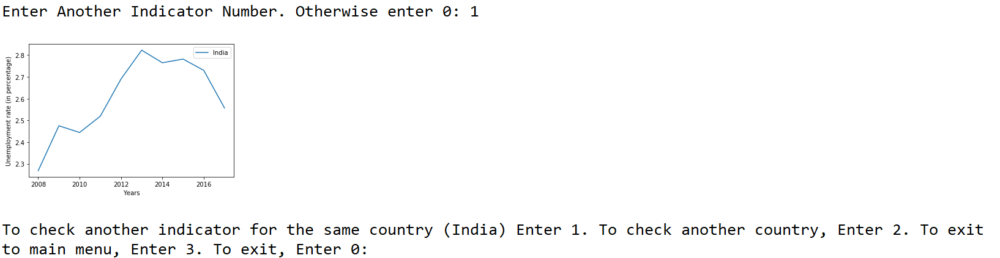 Enter Another Indicator Number. Otherwise enter 0: 1
India
Unemployment rate (in percentage)
2.8
2.7
2.6
2.5
2.4
2.3
2008 2010 2012 2014 2016
Years
To check another indicator for the same country (India) Enter 1. To check another country, Enter 2. To exit
to main menu, Enter 3. To exit, Enter 0: